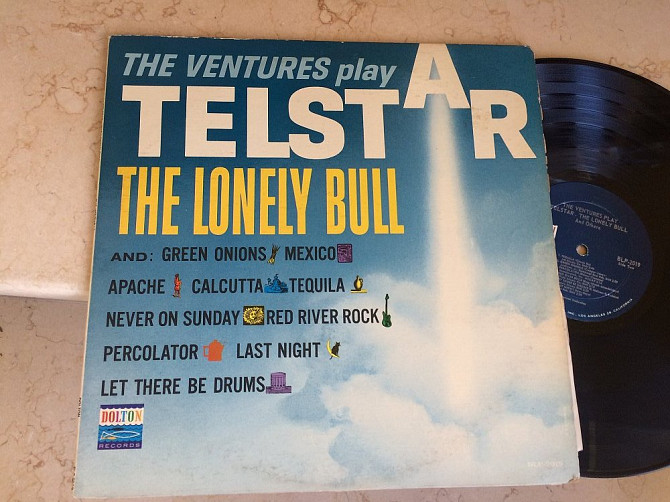 THE VENTURES play
TELSTAR
THE LONELY BULL
AND: GREEN ONIONS MEXICO
APACHE CALCUTTA TEQUILA
NEVER ON SUNDAY RED RIVER ROCK
PERCOLATOR LAST NIGHT
LET THERE BE DRUMS
DOLTON
RECORDS
THE VENTURES PLAY
TELSTAR - THE LONELY BULL
And Others
BLP-2019